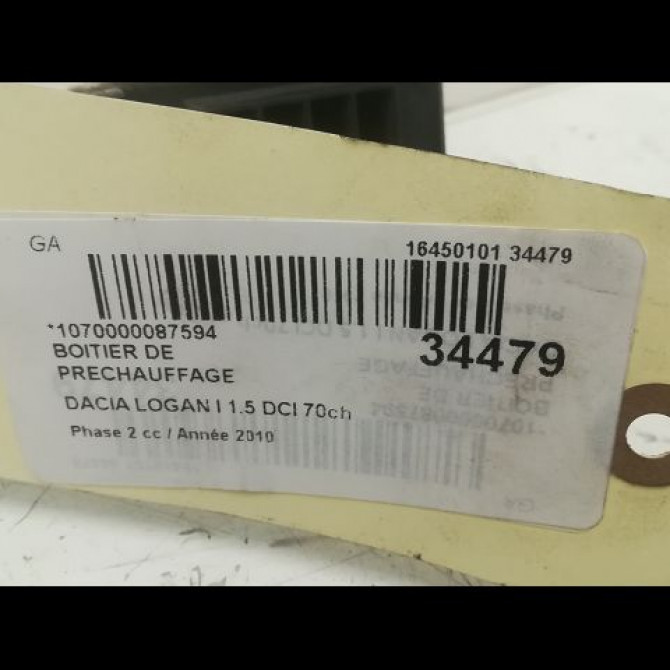 GA
16450101 34479
*1070000087594
34479
BOITIER DE
PRECHAUFFAGE
DACIA LOGAN I 1.5 DCI 70ch
Phase 2 cc / Année 2010